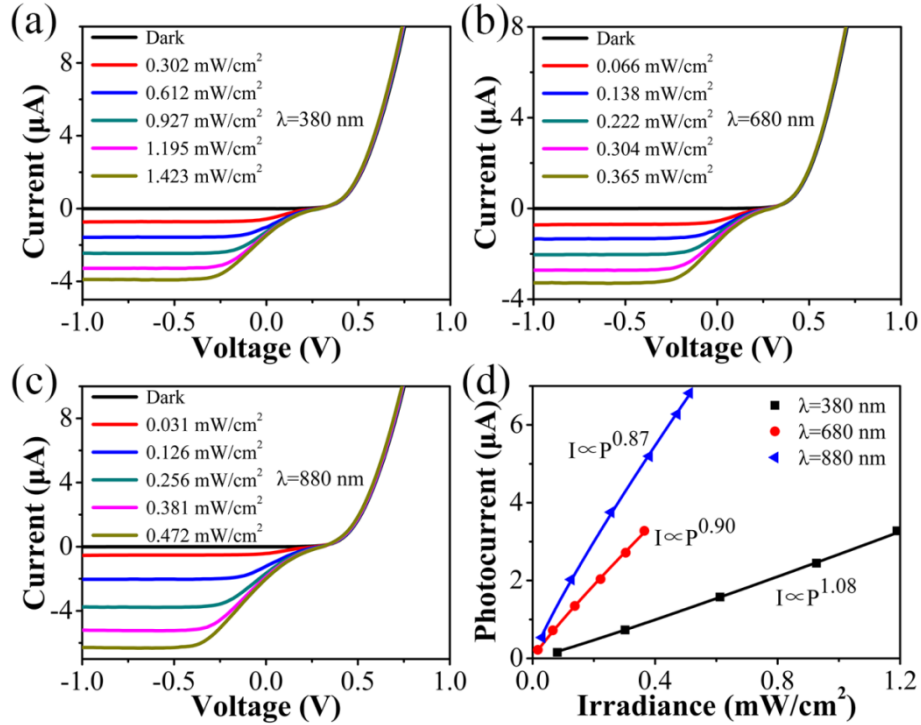 (a)
Current (μA)
8
4
0
-4
Dark
0.302 mW/cm²
0.612 mW/cm²
0.927 mW/cm²
1.195 mW/cm²
1.423 mW/cm²
λ=380 nm
-1.0 -0.5 0.0 0.5 1.0
Voltage (V)
(b)
Current (μA)
8
4
0
-4
Dark
0.066 mW/cm²
0.138 mW/cm²
0.222 mW/cm²
0.304 mW/cm²
0.365 mW/cm²
λ=680 nm
-1.0 -0.5 0.0 0.5 1.0
Voltage (V)
(c)
Current (μA)
8
4
0
-4
Dark
0.031 mW/cm²
0.126 mW/cm²
0.256 mW/cm²
0.381 mW/cm²
0.472 mW/cm²
λ=880 nm
-1.0 -0.5 0.0 0.5 1.0
Voltage (V)
(d)
Photocurrent (μA)
6
4
2
0
λ=380 nm
λ=680 nm
λ=880 nm
I∝P^0.87
I∝P^0.90
I∝P^1.08
0.0 0.4 0.8 1.2
Irradiance (mW/cm²)